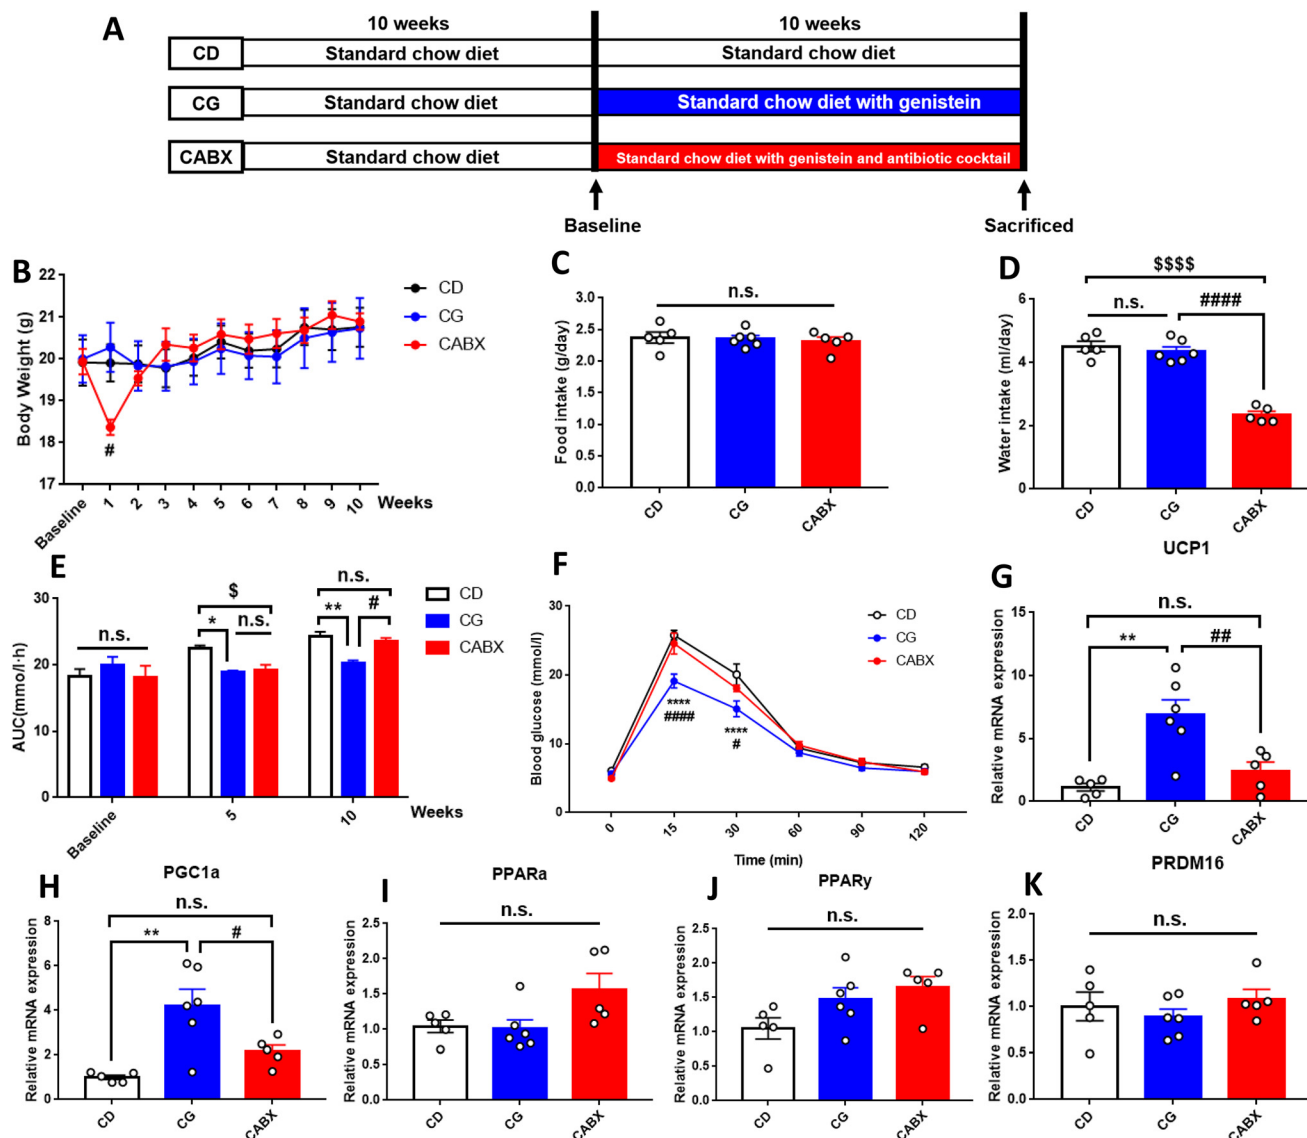 A
10 weeks
10 weeks
CD
Standard chow diet
Standard chow diet
CG
Standard chow diet
Standard chow diet with genistein
CABX
Standard chow diet
Standard chow diet with genistein and antibiotic cocktail
Baseline
Sacrificed
B
Body Weight (g)
22
21
20
19
18
17
#
Baseline
1
2
3
4
5
6
7
8
9
10
Weeks
CD
CG
CABX
C
Food intake (g/day)
3.0
2.5
2.0
1.5
1.0
0.5
0.0
n.s.
CD
CG
CABX
D
Water intake (ml/day)
6
4
2
0
$$$$
n.s.
####
CD
CG
CABX
E
AUC(mmo/l·h)
30
20
10
0
n.s.
$
*
n.s.
n.s.
**
#
Baseline
5
10
Weeks
CD
CG
CABX
F
Blood glucose (mmol/l)
30
20
10
0
****
####
****
#
0
15
30
60
90
120
Time (min)
CD
CG
CABX
G
UCP1
Relative mRNA expression
15
10
5
0
n.s.
**
##
CD
CG
CABX
H
PGC1a
Relative mRNA expression
8
6
4
2
0
n.s.
**
#
CD
CG
CABX
I
PPARa
Relative mRNA expression
2.5
2.0
1.5
1.0
0.5
0.0
n.s.
CD
CG
CABX
J
PPARy
Relative mRNA expression
2.5
2.0
1.5
1.0
0.5
0.0
n.s.
CD
CG
CABX
K
PRDM16
Relative mRNA expression
2.0
1.5
1.0
0.5
0.0
n.s.
CD
CG
CABX